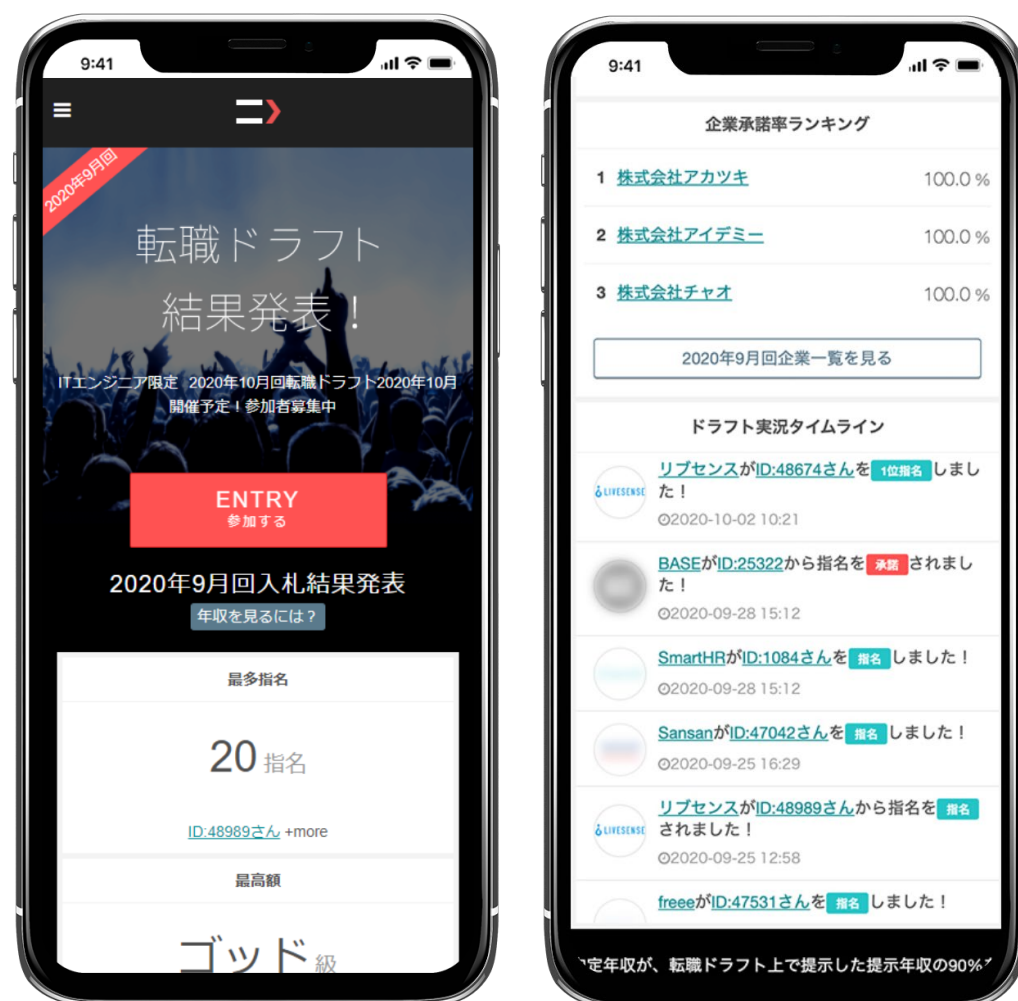 9:41
2020年9月回
転職ドラフト
結果発表！
ITエンジニア限定 2020年10月回転職ドラフト2020年10月
開催予定！参加者募集中
ENTRY
参加する
2020年9月回入札結果発表
年収を見るには？
最多指名
20 指名
ID:48989さん +more
最高額
ゴッド 級
9:41
企業承諾率ランキング
1 株式会社アカツキ 100.0 %
2 株式会社アイデミー 100.0 %
3 株式会社チャオ 100.0 %
2020年9月回企業一覧を見る
ドラフト実況タイムライン
リブセンスがID:48674さんを 1位指名 しまし
た！
LIVESENSE
2020-10-02 10:21
BASEがID:25322から指名を 承諾 されまし
た！
2020-09-28 15:12
SmartHRがID:1084さんを 指名 しました！
2020-09-28 15:12
SansanがID:47042さんを 指名 しました！
2020-09-25 16:29
リブセンスがID:48989さんから指名を 指名
されました！
LIVESENSE
2020-09-25 12:58
freeeがID:47531さんを 指名 しました！
定年収が、転職ドラフト上で提示した提示年収の90%